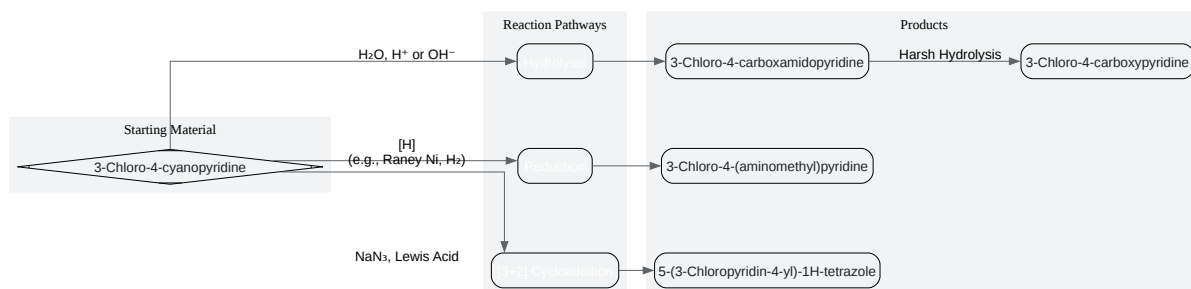 Reaction Pathways
Products
H₂O, H⁺ or OH⁻
Hydrolysis
3-Chloro-4-carboxamidopyridine
Harsh Hydrolysis
3-Chloro-4-carboxypyridine
Starting Material
3-Chloro-4-cyanopyridine
[H]
(e.g., Raney Ni, H₂)
Reduction
3-Chloro-4-(aminomethyl)pyridine
NaN₃, Lewis Acid
[3+2] Cycloaddition
5-(3-Chloropyridin-4-yl)-1H-tetrazole